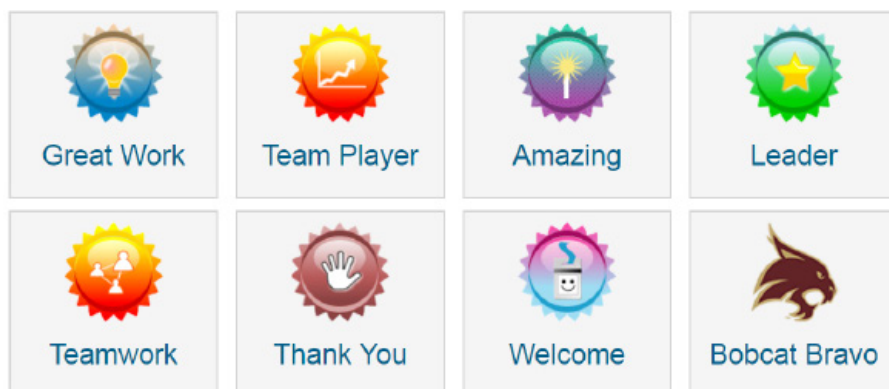 Great Work
Team Player
Amazing
Leader
Teamwork
Thank You
Welcome
Bobcat Bravo